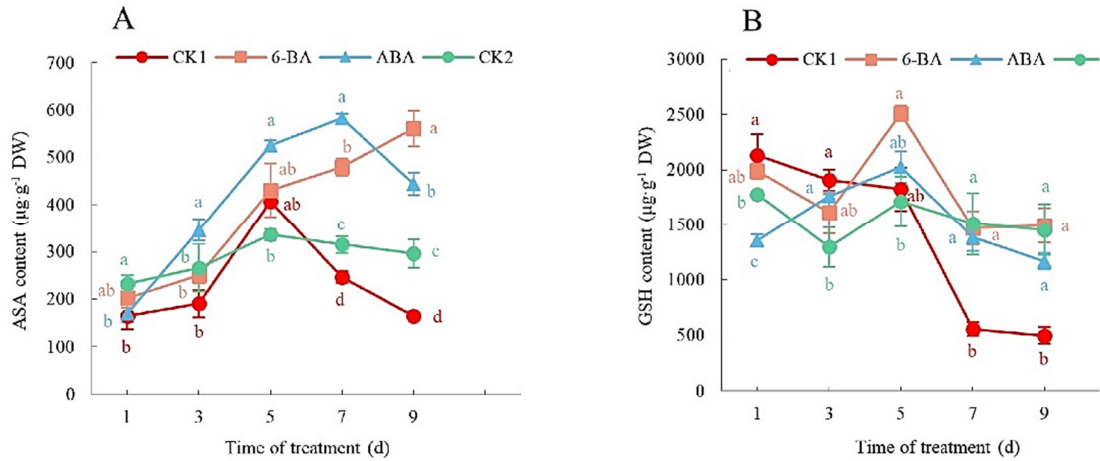 A
CK1 6-BA ABA CK2
ASA content (μg·g⁻¹ DW)
700
600
500
400
300
200
100
0
a
ab
b
b
a
b
b
b
a
ab
ab
b
a
b
c
d
a
b
c
d
1 3 5 7 9
Time of treatment (d)
B
CK1 6-BA ABA
GSH content (μg·g⁻¹ DW)
3000
2500
2000
1500
1000
500
0
a
ab
b
c
a
a
ab
b
a
ab
ab
b
a
a
a
b
a
a
a
b
1 3 5 7 9
Time of treatment (d)